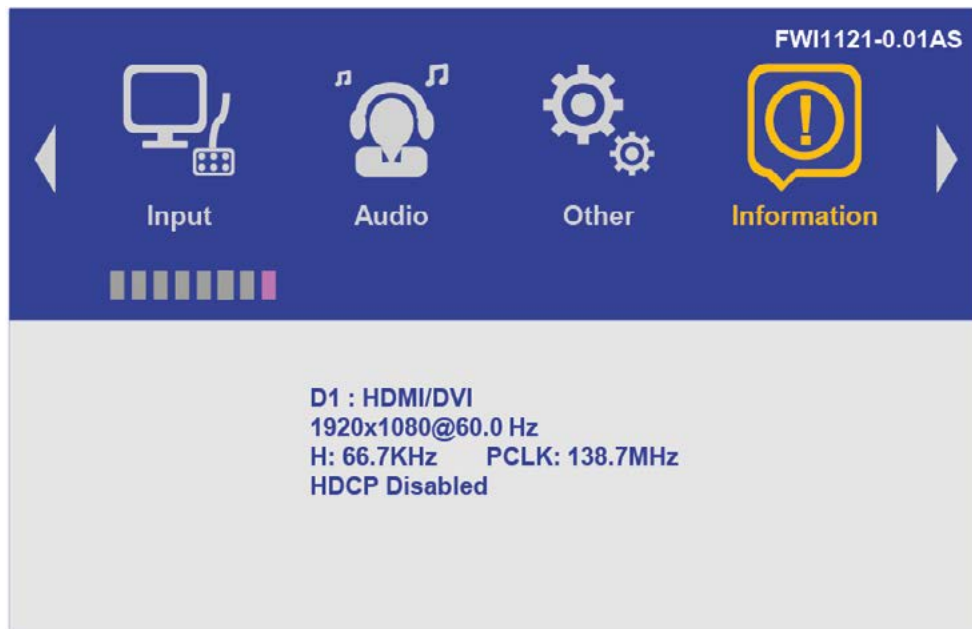 FWI1121-0.01AS
Input Audio Other Information
D1 : HDMI/DVI
1920x1080@60.0 Hz
H: 66.7KHz PCLK: 138.7MHz
HDCP Disabled